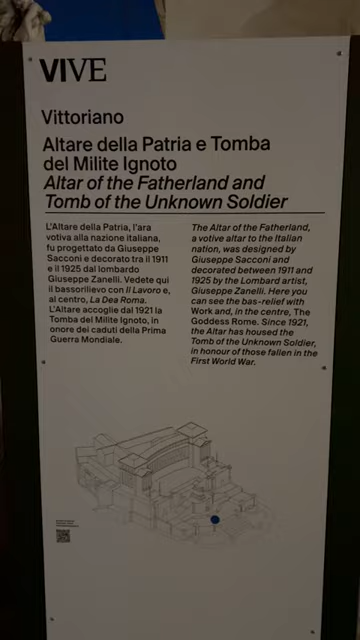 VIVE
Vittoriano
Altare della Patria e Tomba
del Milite Ignoto
Altar of the Fatherland and
Tomb of the Unknown Soldier
L'Altare della Patria, l'ara
votiva alla nazione italiana,
fu progettato da Giuseppe
Sacconi e decorato tra il 1911
e il 1925 dal lombardo
Giuseppe Zanelli. Vedete qui
il bassorilievo con Il Lavoro e,
al centro, La Dea Roma.
L'Altare accoglie dal 1921 la
Tomba del Milite Ignoto, in
onore dei caduti della Prima
Guerra Mondiale.
The Altar of the Fatherland,
a votive altar to the Italian
nation, was designed by
Giuseppe Sacconi and
decorated between 1911 and
1925 by the Lombard artist,
Giuseppe Zanelli. Here you
can see the bas-relief with
Work and, in the centre, The
Goddess Rome. Since 1921,
the Altar has housed the
Tomb of the Unknown Soldier,
in honour of those fallen in the
First World War.